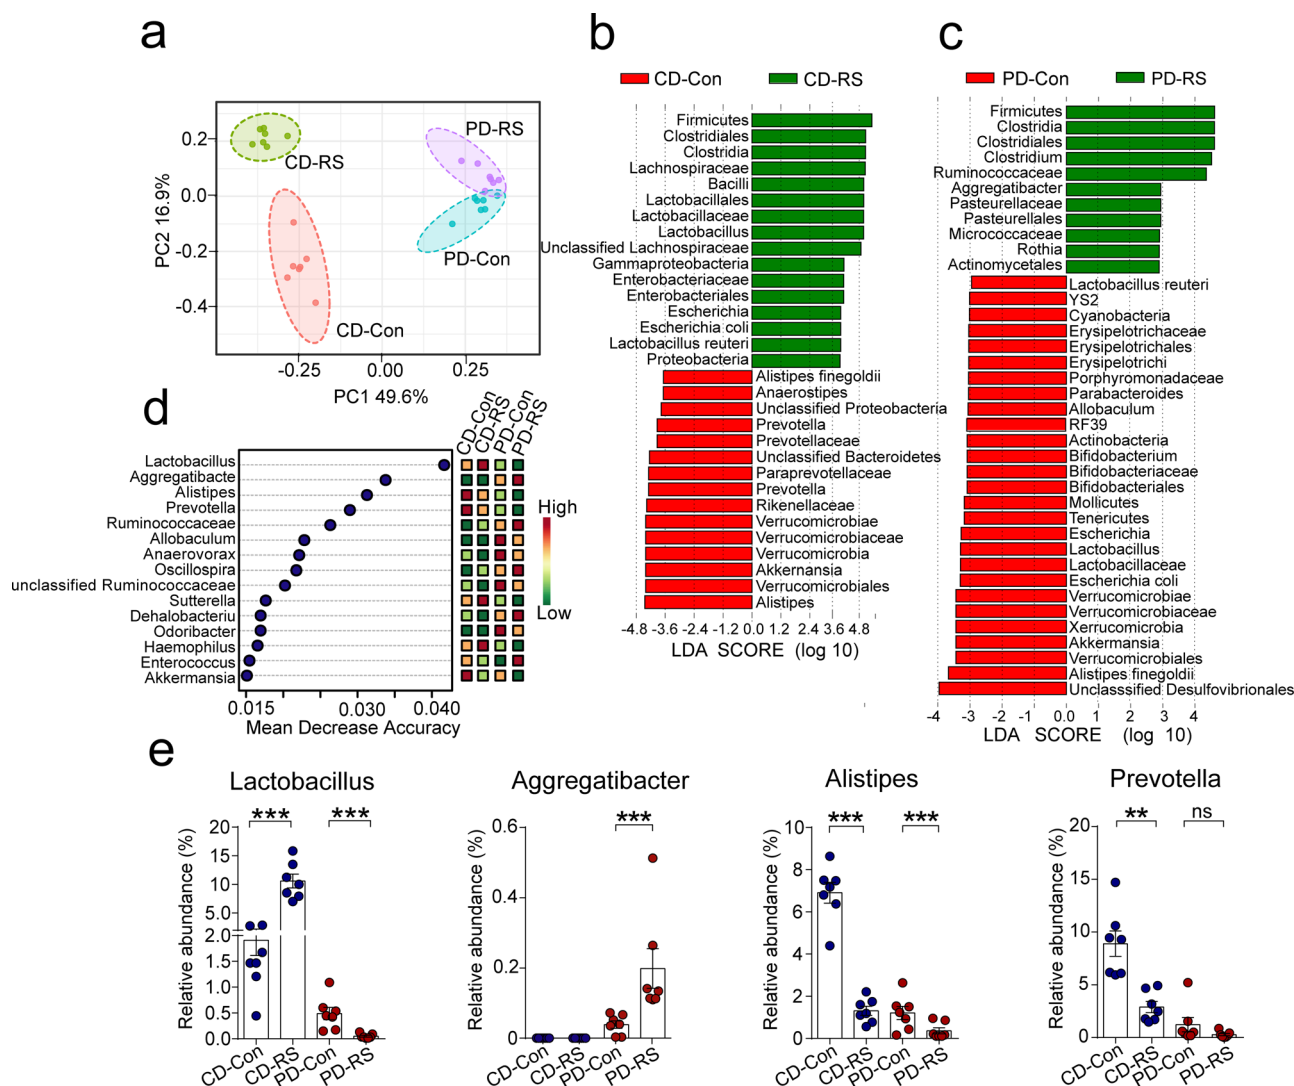 a
0.2
0.0
-0.2
-0.4
PC2 16.9%
-0.25
0.00
0.25
PC1 49.6%
CD-RS
PD-RS
PD-Con
CD-Con
b
CD-Con
CD-RS
Firmicutes
Clostridiales
Clostridia
Lachnospiraceae
Bacilli
Lactobacillales
Lactobacillaceae
Lactobacillus
Unclassified Lachnospiraceae
Gammaproteobacteria
Enterobacteriaceae
Enterobacteriales
Escherichia
Escherichia coli
Lactobacillus reuteri
Proteobacteria
Alistipes finegoldii
Anaerostipes
Unclassified Proteobacteria
Prevotella
Prevotellaceae
Unclassified Bacteroidetes
Paraprevotellaceae
Prevotella
Rikenellaceae
Verrucomicrobiae
Verrucomicrobiaceae
Verrucomicrobia
Akkernansia
Verrucomicrobiales
Alistipes
-4.8 -3.6 -2.4 -1.2 0.0 1.2 2.4 3.6 4.8
LDA SCORE (log 10)
c
PD-Con
PD-RS
Firmicutes
Clostridia
Clostridiales
Clostridium
Ruminococcaceae
Aggregatibacter
Pasteurellaceae
Pasteurellales
Micrococcaceae
Rothia
Actinomycetales
Lactobacillus reuteri
YS2
Cyanobacteria
Erysipelotrichaceae
Erysipelotrichales
Erysipelotrichi
Porphyromonadaceae
Parabacteroides
Allobaculum
RF39
Actinobacteria
Bifidobacterium
Bifidobacteriaceae
Bifidobacteriales
Mollicutes
Tenericutes
Escherichia
Lactobacillus
Lactobacillaceae
Escherichia coli
Verrucomicrobiae
Verrucomicrobiaceae
Xerrucomicrobia
Akkermansia
Verrucomicrobiales
Alistipes finegoldii
Unclasssified Desulfovibrionales
-4 -3 -2 -1 0.0 1 2 3 4
LDA SCORE (log 10)
d
CD-Con
CD-RS
PD-Con
PD-RS
Lactobacillus
Aggregatibacte
Alistipes
Prevotella
Ruminococcaceae
Allobaculum
Anaerovorax
Oscillospira
unclassified Ruminococcaceae
Sutterella
Dehalobacteriu
Odoribacter
Haemophilus
Enterococcus
Akkermansia
0.015 0.030 0.040
Mean Decrease Accuracy
High
Low
e
Lactobacillus
***
***
Relative abundance (%)
20
15
10
5.0
2.0
1.5
1.0
0.5
0.0
CD-Con
CD-RS
PD-Con
PD-RS
Aggregatibacter
***
Relative abundance (%)
0.6
0.4
0.2
0
CD-Con
CD-RS
PD-Con
PD-RS
Alistipes
***
***
Relative abundance (%)
10
8
6
4
2
0
CD-Con
CD-RS
PD-Con
PD-RS
Prevotella
**
ns
Relative abundance (%)
20
15
10
5
0
CD-Con
CD-RS
PD-Con
PD-RS